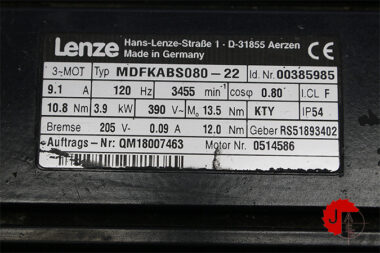 Lenze Hans-Lenze-Straße 1 · D-31855 Aerzen
Made in Germany CE
3~MOT Typ MDFKABS080-22 Id. Nr. 00385985
9.1 A 120 Hz 3455 min⁻¹ cosφ 0.80 I.CL F
10.8 Nm 3.9 kW 390 V~ M₀ 13.5 Nm KTY IP54
Bremse 205 V- 0.09 A 12.0 Nm Geber RS51893402
Auftrags-Nr: QM18007463 Motor Nr. 0514586